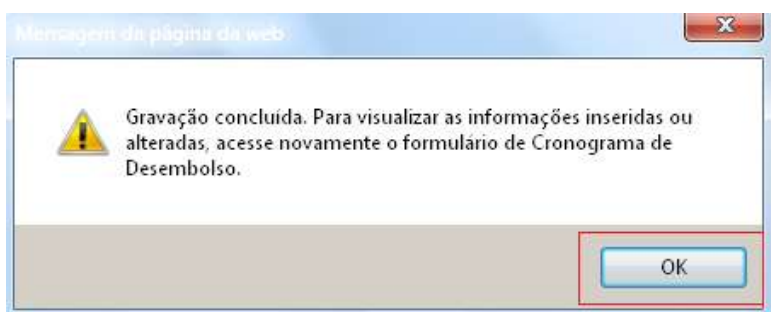 Mensagem da página da web
Gravação concluída. Para visualizar as informações inseridas ou
alteradas, acesse novamente o formulário de Cronograma de
Desembolso.
OK